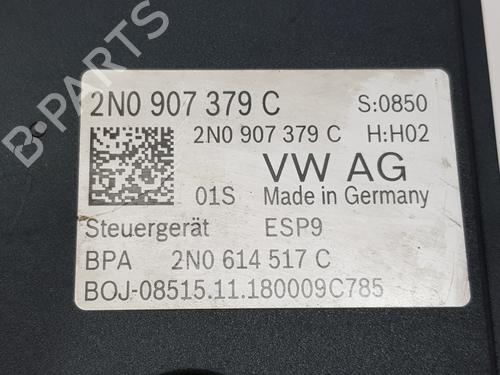 2N0 907 379 C S:0850
2N0 907 379 C H:H02
VW AG
01S Made in Germany
Steuergerät ESP9
BPA 2N0 614 517 C
BOJ-08515.11.180009C785
B-PARTS